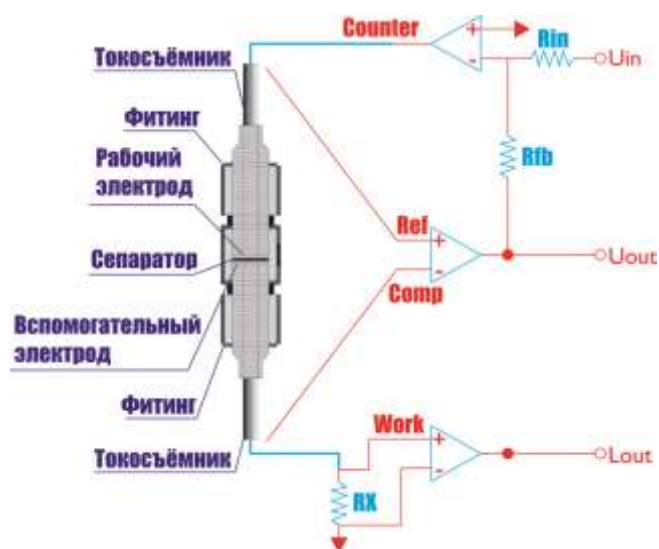 Counter
+
-
Rin
Uin
Токосъёмник
Фитинг
Рабочий
электрод
Rfb
Сепаратор
Ref
+
-
Uout
Comp
Вспомогательный
электрод
Фитинг
Work
+
-
Lout
Токосъёмник
RX